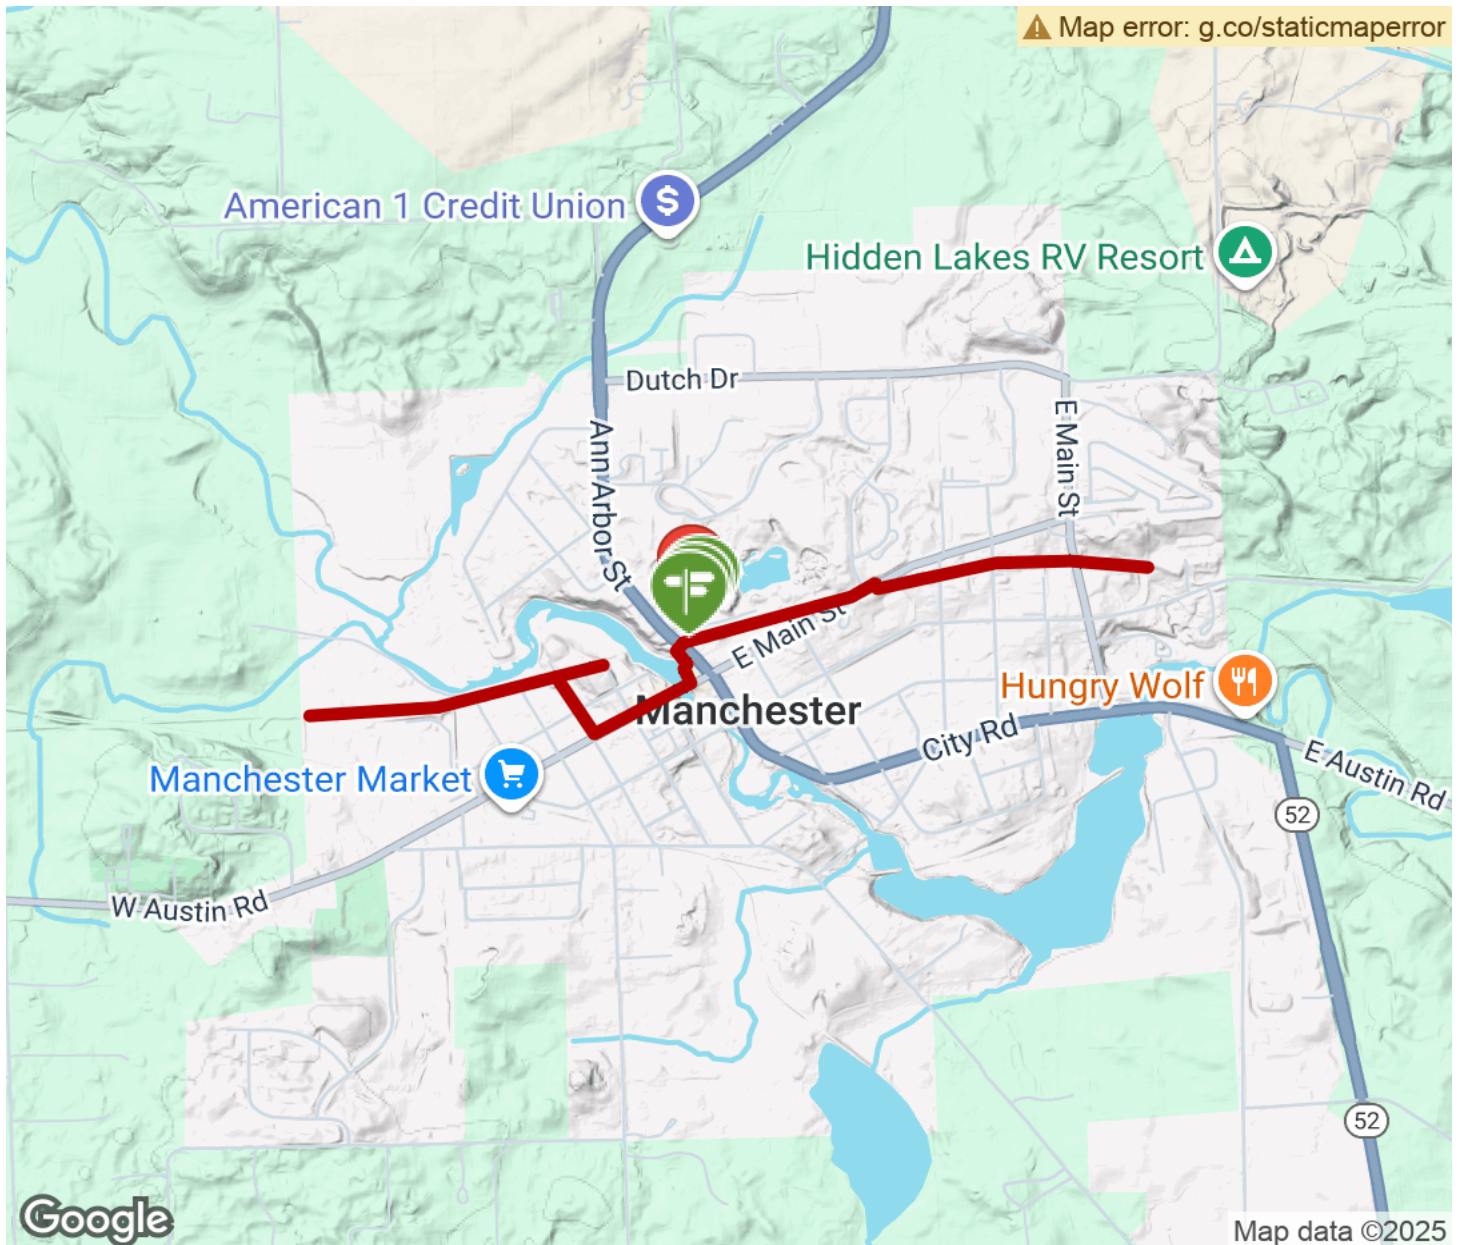 Map error: g.co/staticmaperror
American 1 Credit Union
$
Hidden Lakes RV Resort
Dutch Dr
E Main St
Ann Arbor St
E Main St
Manchester
Hungry Wolf
City Rd
E Austin Rd
Manchester Market
52
W Austin Rd
52
Google
Map data ©2025